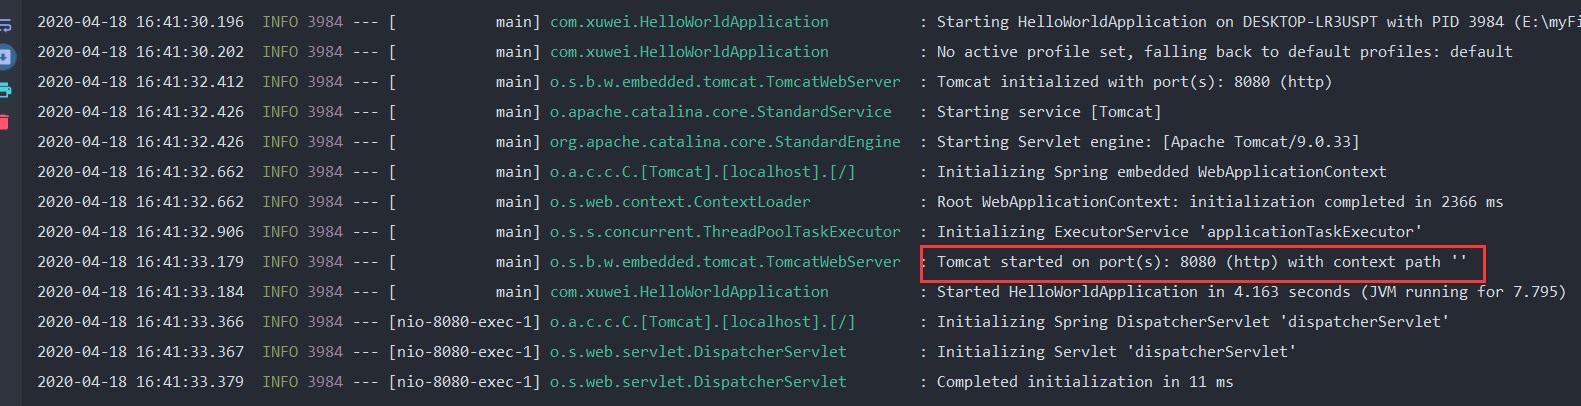 2020-04-18 16:41:30.196  INFO 3984 --- [           main] com.xuwei.HelloWorldApplication          : Starting HelloWorldApplication on DESKTOP-LR3USPT with PID 3984 (E:\myFi
2020-04-18 16:41:30.202  INFO 3984 --- [           main] com.xuwei.HelloWorldApplication          : No active profile set, falling back to default profiles: default
2020-04-18 16:41:32.412  INFO 3984 --- [           main] o.s.b.w.embedded.tomcat.TomcatWebServer  : Tomcat initialized with port(s): 8080 (http)
2020-04-18 16:41:32.426  INFO 3984 --- [           main] o.apache.catalina.core.StandardService   : Starting service [Tomcat]
2020-04-18 16:41:32.426  INFO 3984 --- [           main] org.apache.catalina.core.StandardEngine  : Starting Servlet engine: [Apache Tomcat/9.0.33]
2020-04-18 16:41:32.662  INFO 3984 --- [           main] o.a.c.c.C.[Tomcat].[localhost].[/]       : Initializing Spring embedded WebApplicationContext
2020-04-18 16:41:32.662  INFO 3984 --- [           main] o.s.web.context.ContextLoader            : Root WebApplicationContext: initialization completed in 2366 ms
2020-04-18 16:41:32.906  INFO 3984 --- [           main] o.s.s.concurrent.ThreadPoolTaskExecutor  : Initializing ExecutorService 'applicationTaskExecutor'
2020-04-18 16:41:33.179  INFO 3984 --- [           main] o.s.b.w.embedded.tomcat.TomcatWebServer  : Tomcat started on port(s): 8080 (http) with context path ''
2020-04-18 16:41:33.184  INFO 3984 --- [           main] com.xuwei.HelloWorldApplication          : Started HelloWorldApplication in 4.163 seconds (JVM running for 7.795)
2020-04-18 16:41:33.366  INFO 3984 --- [nio-8080-exec-1] o.a.c.c.C.[Tomcat].[localhost].[/]       : Initializing Spring DispatcherServlet 'dispatcherServlet'
2020-04-18 16:41:33.367  INFO 3984 --- [nio-8080-exec-1] o.s.web.servlet.DispatcherServlet        : Initializing Servlet 'dispatcherServlet'
2020-04-18 16:41:33.379  INFO 3984 --- [nio-8080-exec-1] o.s.web.servlet.DispatcherServlet        : Completed initialization in 11 ms